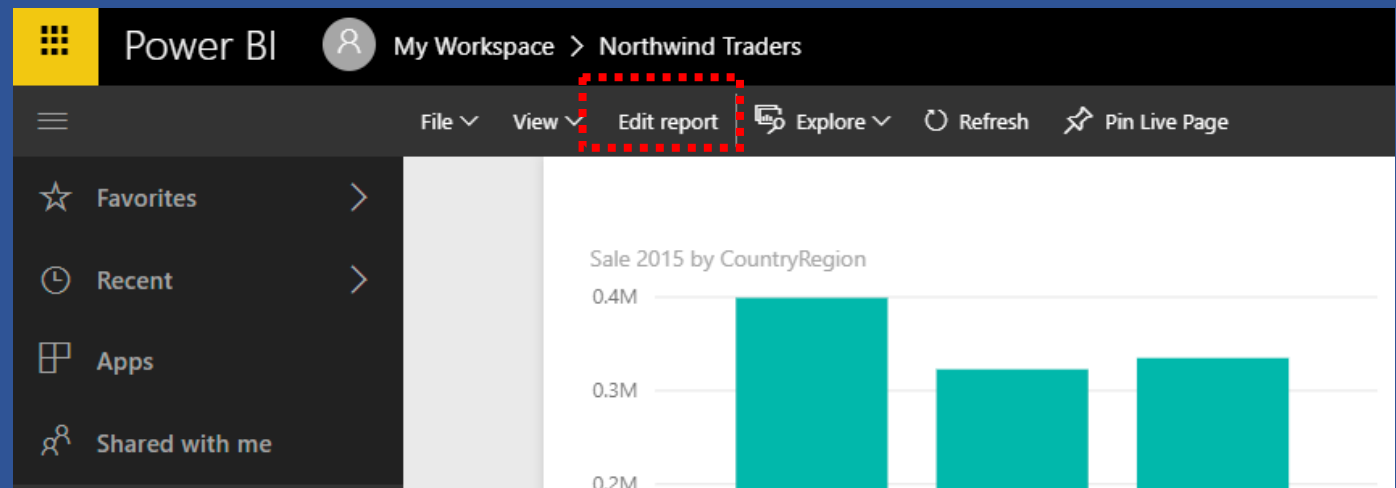 Power BI My Workspace > Northwind Traders
File View Edit report Explore Refresh Pin Live Page
Favorites
Recent
Apps
Shared with me
Sale 2015 by CountryRegion
0.4M
0.3M
0.2M